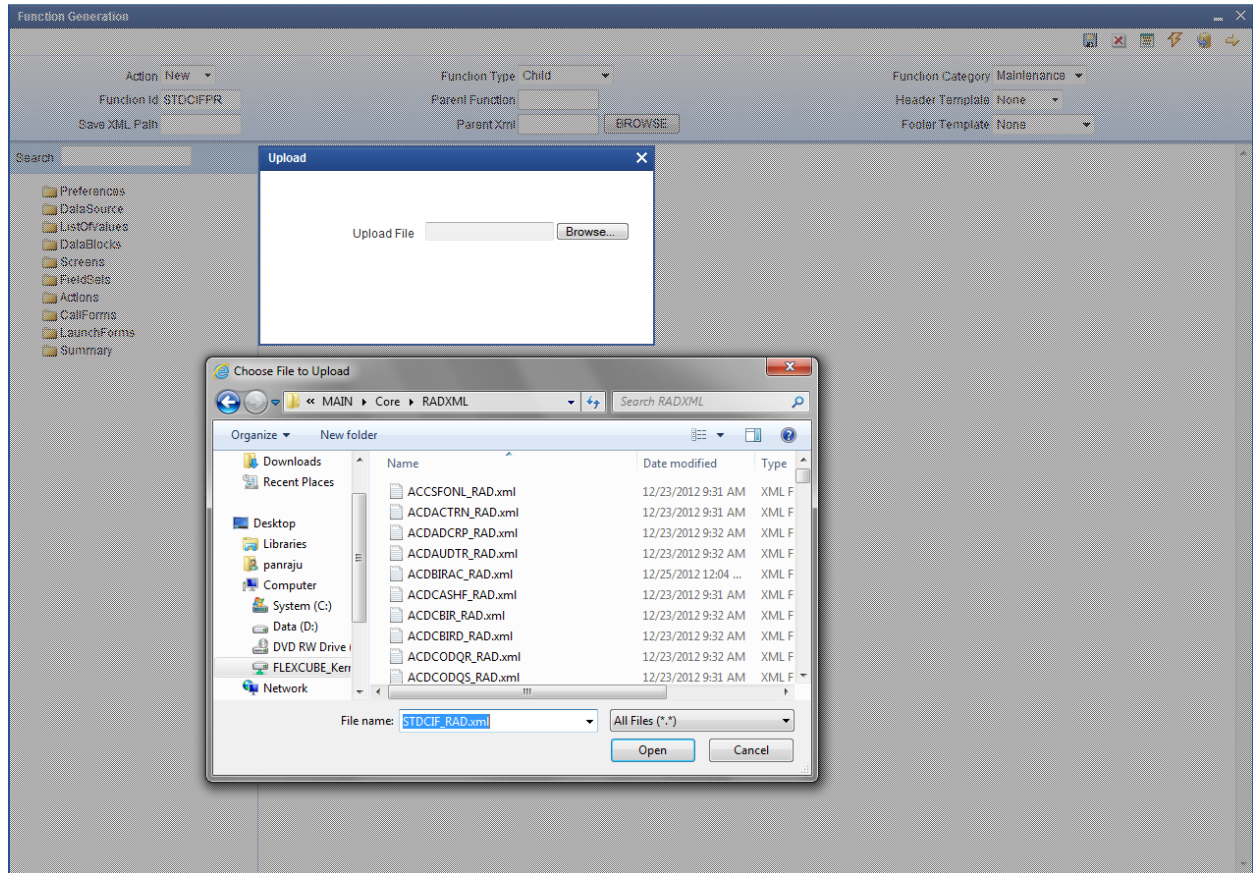 Function Generation
Action New Function Type Child Function Category Maintenance
Function Id STDCIFPR Parent Function Header Template None
Save XML Path Parent Xml BROWSE Footer Template None
Search
Preferences
DataSource
ListOfValues
DataBlocks
Screens
FieldSets
Actions
CallForms
LaunchForms
Summary
Upload
Upload File Browse...
Choose File to Upload
« MAIN Core RADXML Search RADXML
Organize New folder
Downloads
Recent Places
Desktop
Libraries
panraju
Computer
System (C:)
Data (D:)
DVD RW Drive (
FLEXCUBE_Kerr
Network
Name Date modified Type
ACCSFONL_RAD.xml 12/23/2012 9:31 AM XML F
ACDACTRN_RAD.xml 12/23/2012 9:31 AM XML F
ACDADCRP_RAD.xml 12/23/2012 9:32 AM XML F
ACDAUDTR_RAD.xml 12/23/2012 9:32 AM XML F
ACDBIRAC_RAD.xml 12/25/2012 12:04 ... XML F
ACDCASHF_RAD.xml 12/23/2012 9:31 AM XML F
ACDCBIR_RAD.xml 12/23/2012 9:32 AM XML F
ACDCBIRD_RAD.xml 12/23/2012 9:32 AM XML F
ACDCODQR_RAD.xml 12/23/2012 9:32 AM XML F
ACDCODQS_RAD.xml 12/23/2012 9:31 AM XML F
File name: STDCIF_RAD.xml All Files (*.*)
Open Cancel